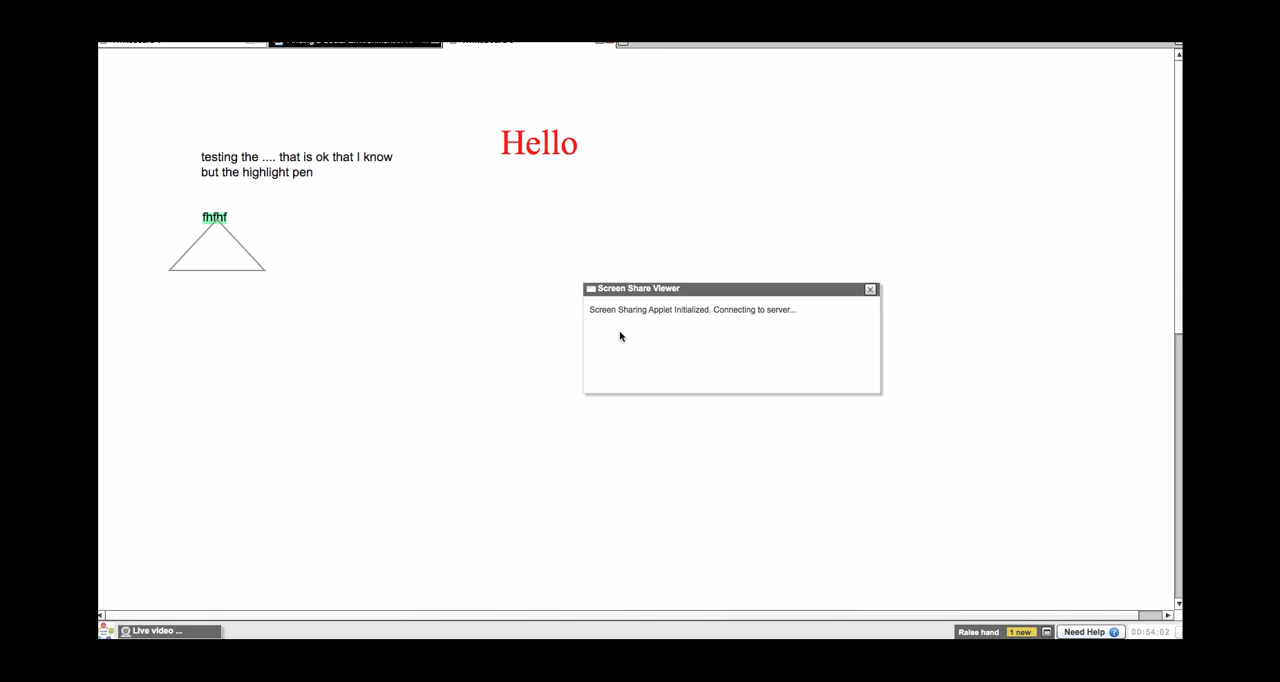 Hello
testing the .... that is ok that I know
but the highlight pen
fhfhf
Screen Share Viewer
Screen Sharing Applet Initialized. Connecting to server...
Live video ...
Raise hand
1 new
Need Help ?
00:54:02